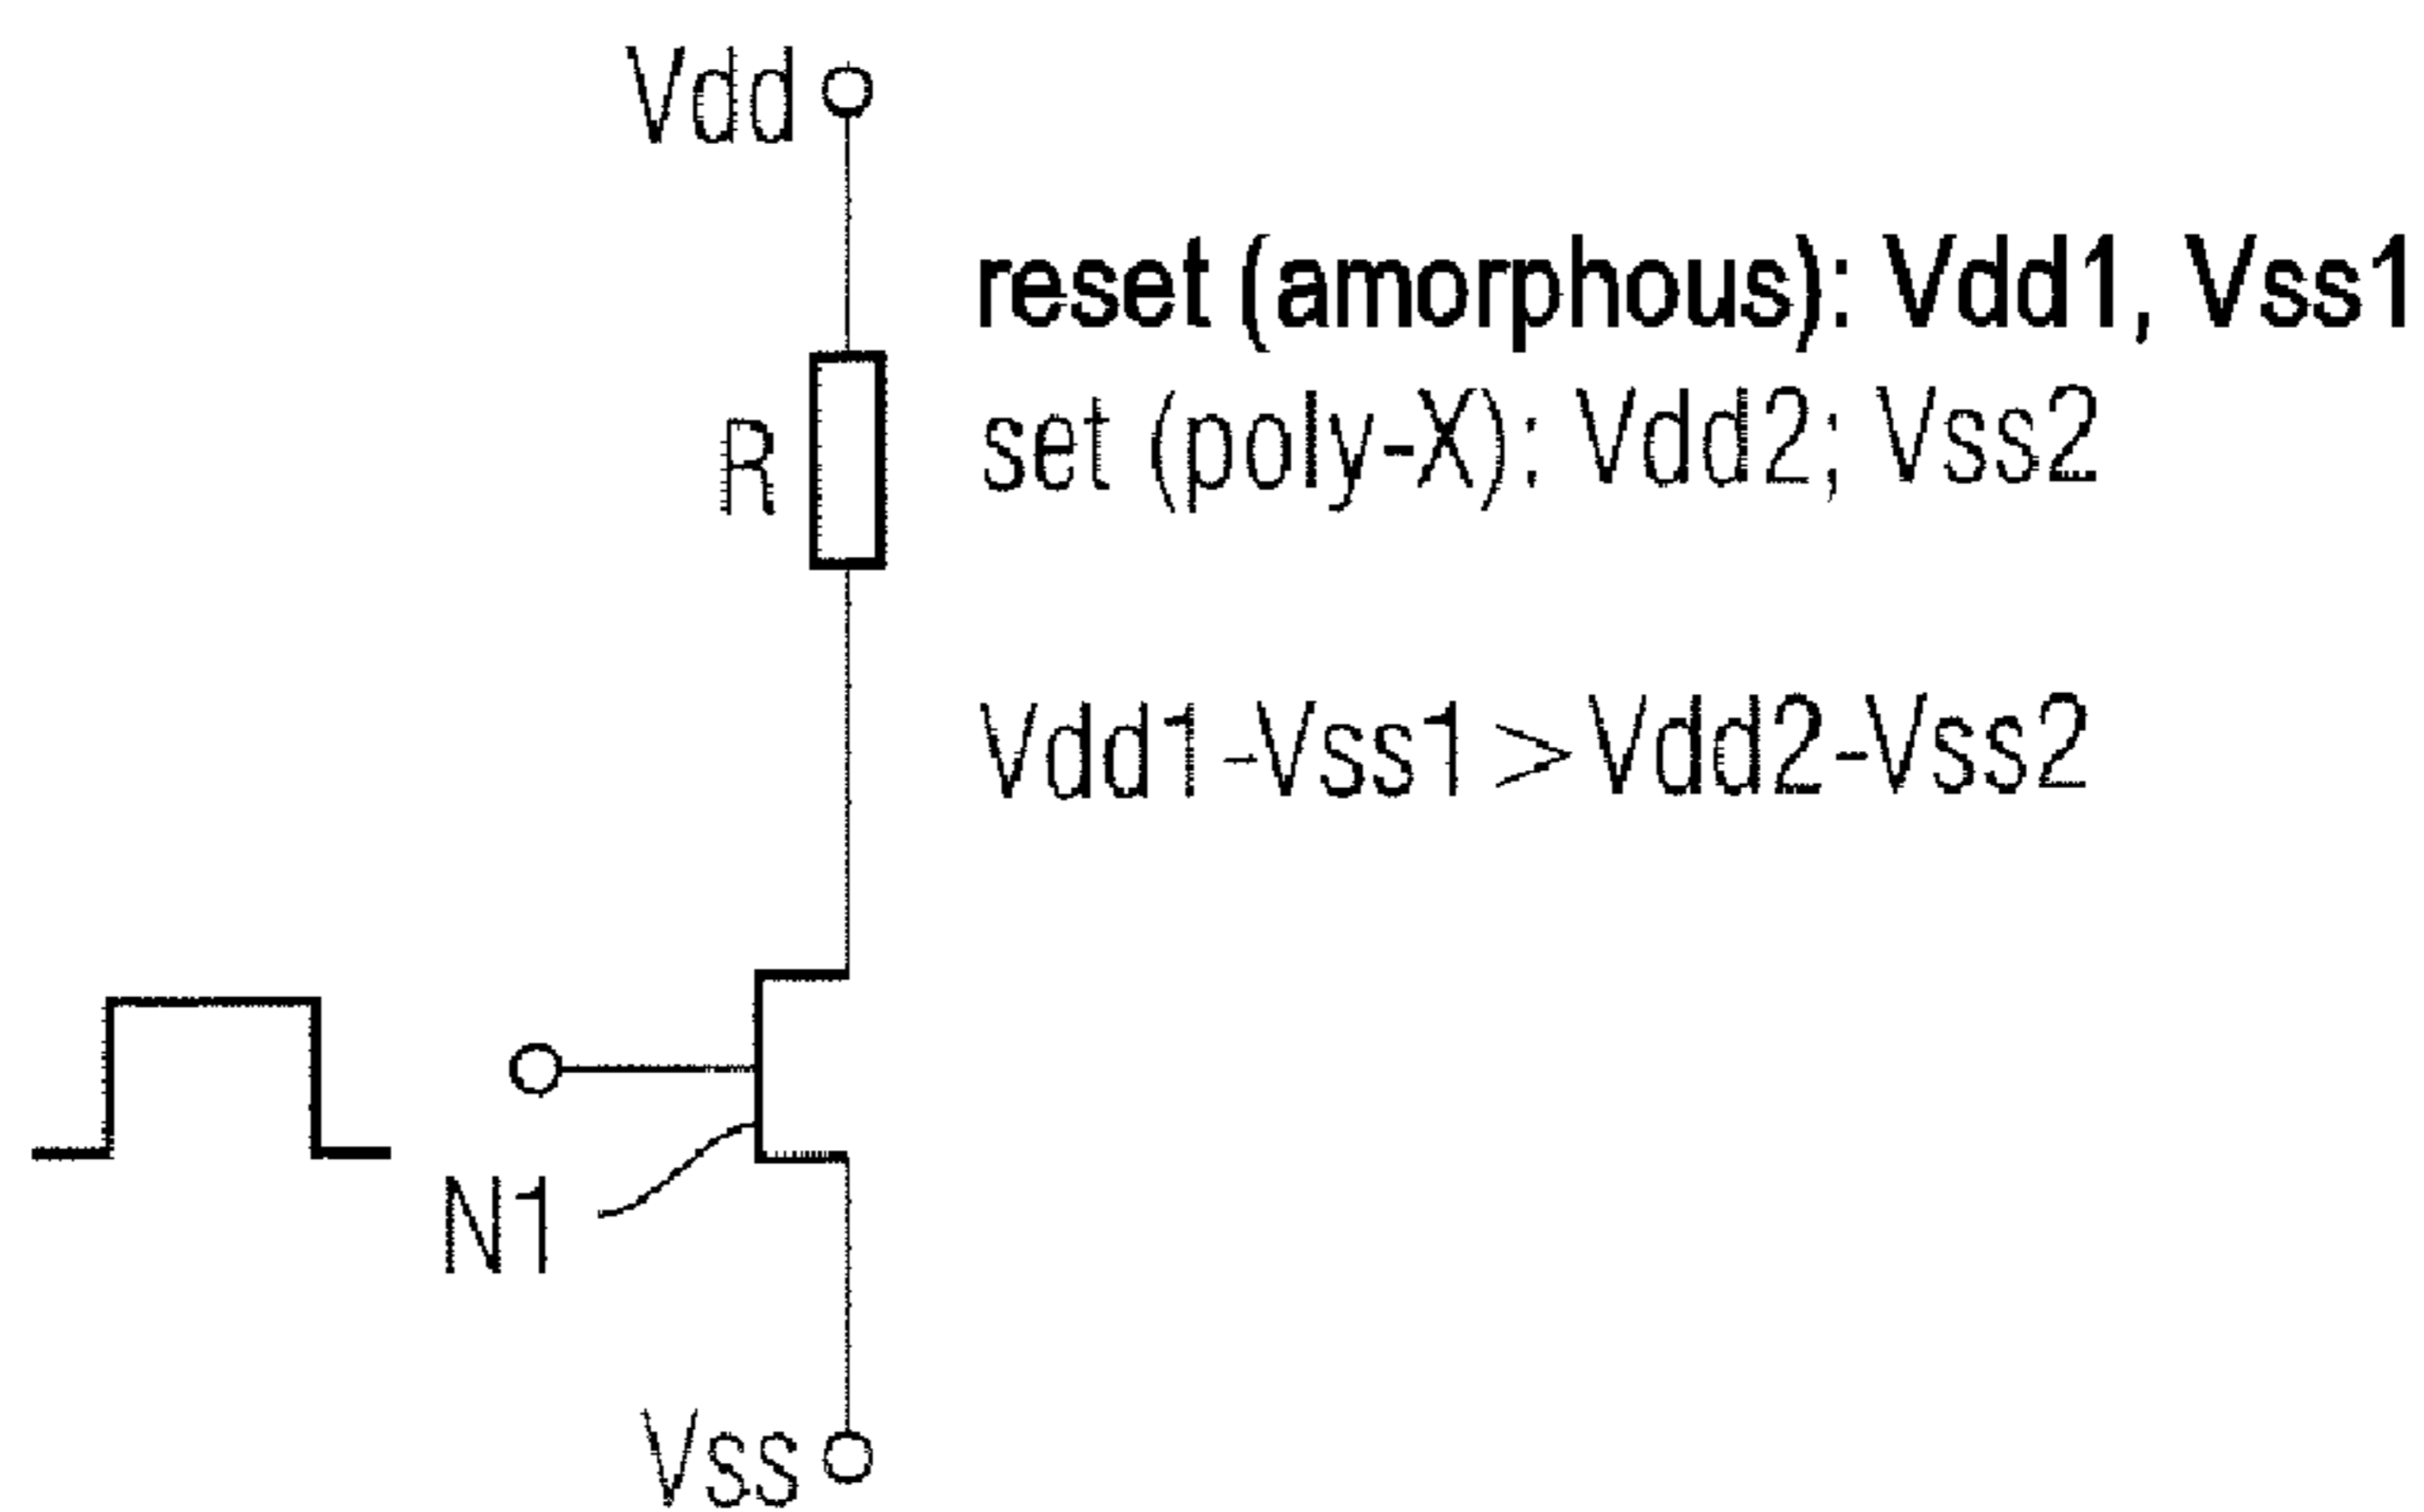 Vdd
reset (amorphous): Vdd1, Vss1
R
set (poly-X): Vdd2; Vss2
Vdd1-Vss1>Vdd2-Vss2
N1
Vss